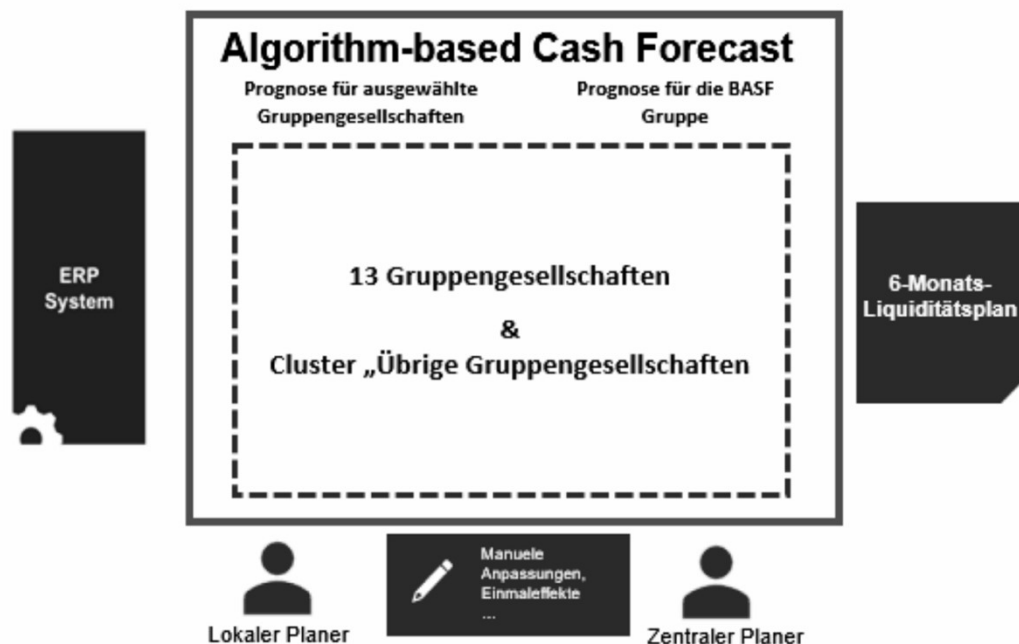 Algorithm-based Cash Forecast
Prognose für ausgewählte
Gruppengesellschaften
Prognose für die BASF
Gruppe
ERP
System
13 Gruppengesellschaften
&
Cluster „Übrige Gruppengesellschaften
6-Monats-
Liquiditätsplan
Manuele
Anpassungen,
Einmaleffekte
...
Lokaler Planer
Zentraler Planer